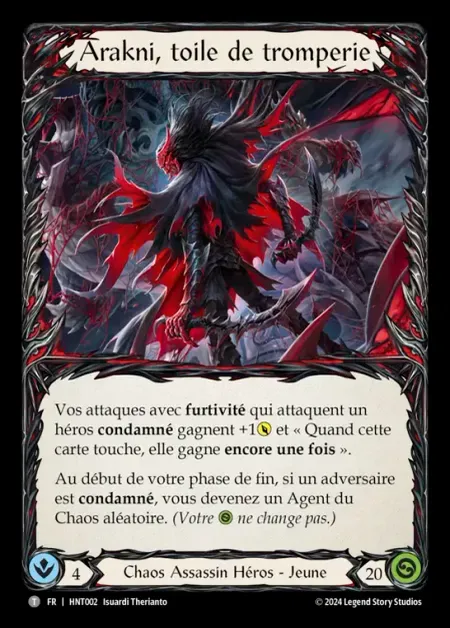 Arakni, toile de tromperie
Vos attaques avec furtivité qui attaquent un
héros condamné gagnent +1 et « Quand cette
carte touche, elle gagne encore une fois ».
Au début de votre phase de fin, si un adversaire
est condamné, vous devenez un Agent du
Chaos aléatoire. (Votre ne change pas.)
4 Chaos Assassin Héros - Jeune 20
T FR | HNT002 Isuardi Therianto © 2024 Legend Story Studios